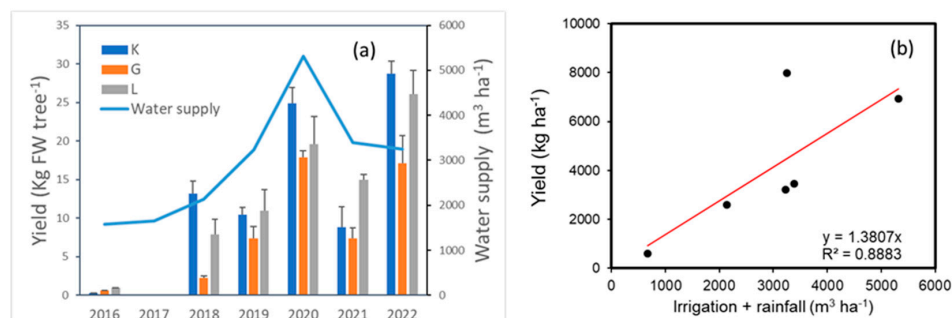 (a)
K
G
L
Water supply
Yield (Kg FW tree⁻¹)
35
30
25
20
15
10
5
0
Water supply (m³ ha⁻¹)
6000
5000
4000
3000
2000
1000
0
2016 2017 2018 2019 2020 2021 2022
(b)
Yield (kg ha⁻¹)
10000
8000
6000
4000
2000
0
y = 1.3807x
R² = 0.8883
0 1000 2000 3000 4000 5000 6000
Irrigation + rainfall (m³ ha⁻¹)